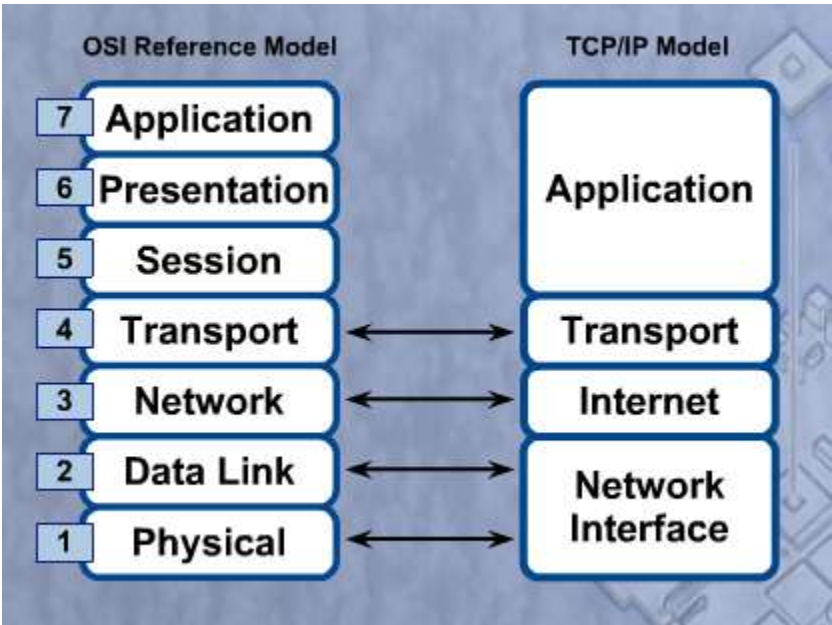 OSI Reference Model
7 Application
6 Presentation
5 Session
4 Transport
3 Network
2 Data Link
1 Physical
TCP/IP Model
Application
Transport
Internet
Network
Interface